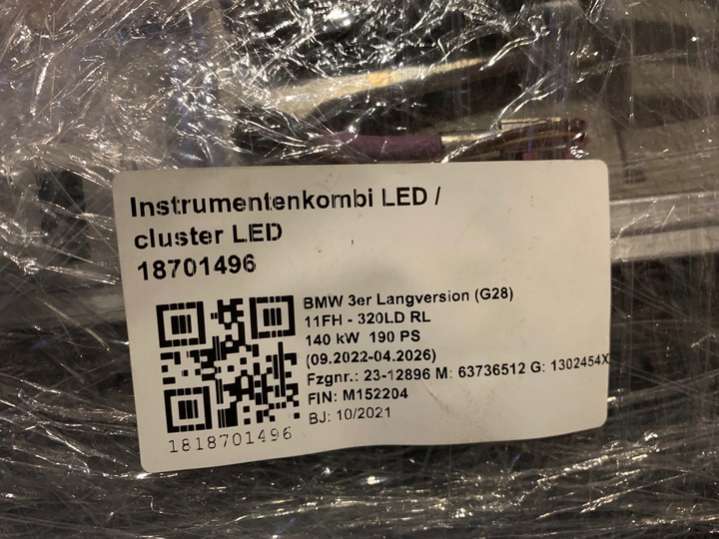 Instrumentenkombi LED /
cluster LED
18701496
BMW 3er Langversion (G28)
11FH - 320LD RL
140 kW 190 PS
(09.2022-04.2026)
Fzgnr.: 23-12896 M: 63736512 G: 1302454X
FIN: M152204
BJ: 10/2021
1818701496